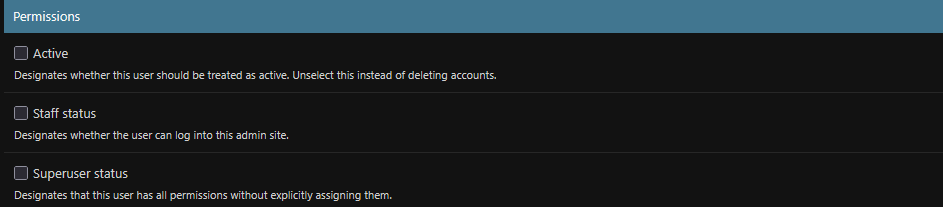 Permissions
Active
Designates whether this user should be treated as active. Unselect this instead of deleting accounts.
Staff status
Designates whether the user can log into this admin site.
Superuser status
Designates that this user has all permissions without explicitly assigning them.